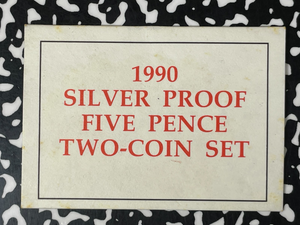 1990
SILVER PROOF
FIVE PENCE
TWO-COIN SET